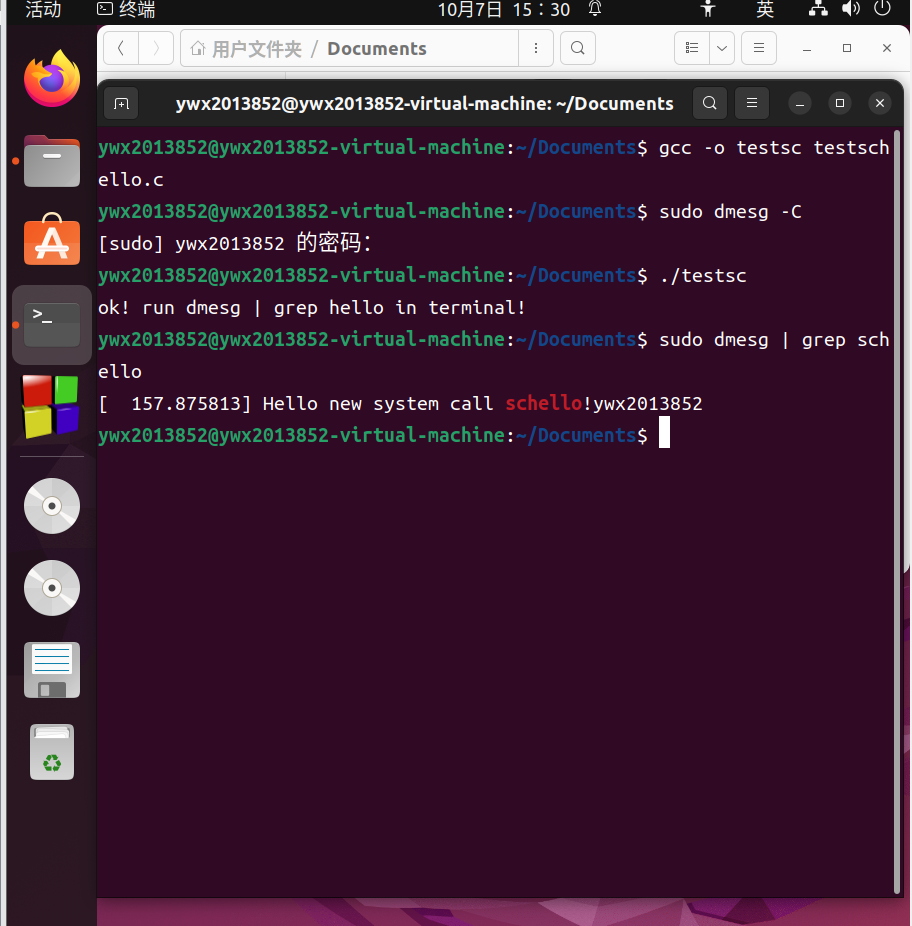 活动 终端 10月7日 15：30 英
用户文件夹 / Documents
ywx2013852@ywx2013852-virtual-machine: ~/Documents
ywx2013852@ywx2013852-virtual-machine:~/Documents$ gcc -o testsc testsch
ello.c
ywx2013852@ywx2013852-virtual-machine:~/Documents$ sudo dmesg -C
[sudo] ywx2013852 的密码：
ywx2013852@ywx2013852-virtual-machine:~/Documents$ ./testsc
ok! run dmesg | grep hello in terminal!
ywx2013852@ywx2013852-virtual-machine:~/Documents$ sudo dmesg | grep sch
ello
[  157.875813] Hello new system call schello!ywx2013852
ywx2013852@ywx2013852-virtual-machine:~/Documents$